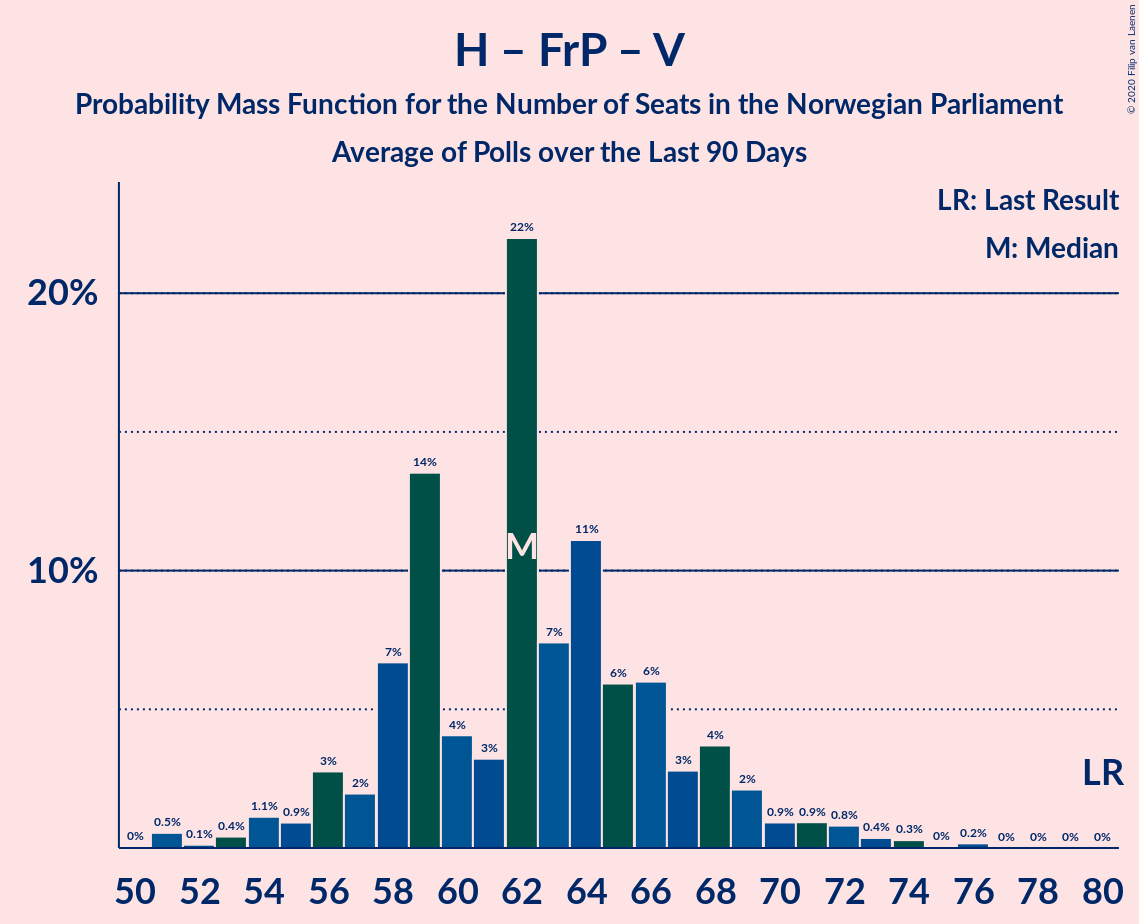 © 2020 Filip van Laenen
H – FrP – V
Probability Mass Function for the Number of Seats in the Norwegian Parliament
Average of Polls over the Last 90 Days
LR: Last Result
M: Median
20%
10%
0% 0.5% 0.1% 0.4% 1.1% 0.9% 3% 2% 7% 14% 4% 3% 22% 7% 11% 6% 6% 3% 4% 2% 0.9% 0.9% 0.8% 0.4% 0.3% 0% 0.2% 0% 0% 0% 0%
M
LR
50 52 54 56 58 60 62 64 66 68 70 72 74 76 78 80